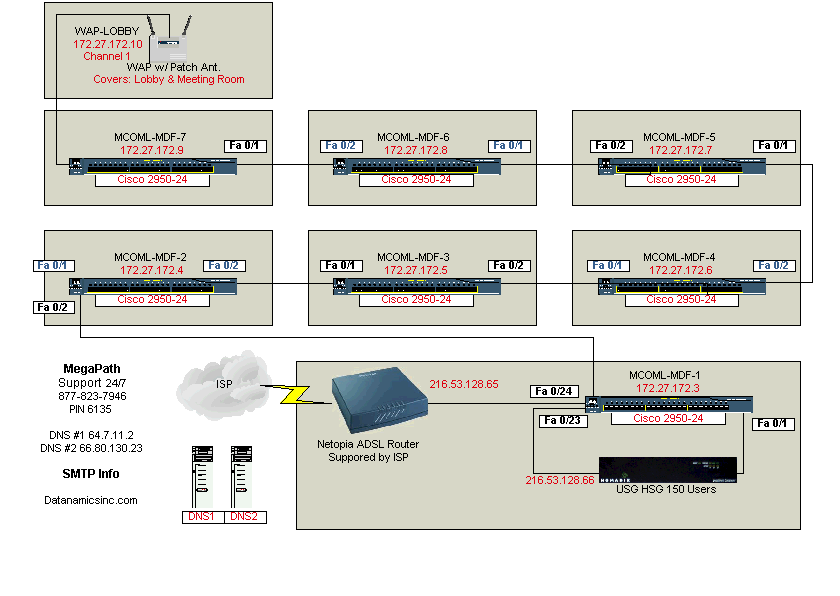 WAP-LOBBY
172.27.172.10
Channel 1
WAP w/ Patch Ant.
Covers: Lobby & Meeting Room
MCOML-MDF-7
172.27.172.9
Fa 0/1
Cisco 2950-24
MCOML-MDF-6
Fa 0/2
172.27.172.8
Fa 0/1
Cisco 2950-24
MCOML-MDF-5
Fa 0/2
172.27.172.7
Fa 0/1
Cisco 2950-24
MCOML-MDF-2
Fa 0/1
172.27.172.4
Fa 0/2
Cisco 2950-24
Fa 0/2
MCOML-MDF-3
Fa 0/1
172.27.172.5
Fa 0/2
Cisco 2950-24
MCOML-MDF-4
Fa 0/1
172.27.172.6
Fa 0/2
Cisco 2950-24
MegaPath
Support 24/7
877-823-7946
PIN 6135
DNS #1 64.7.11.2
DNS #2 66.80.130.23
SMTP Info
Datanamicsinc.com
ISP
DNS1
DNS2
216.53.128.65
Netopia ADSL Router
Suppored by ISP
MCOML-MDF-1
172.27.172.3
Fa 0/24
Cisco 2950-24
Fa 0/23
Fa 0/1
216.53.128.66
NOMADIX
USG HSG 150 Users